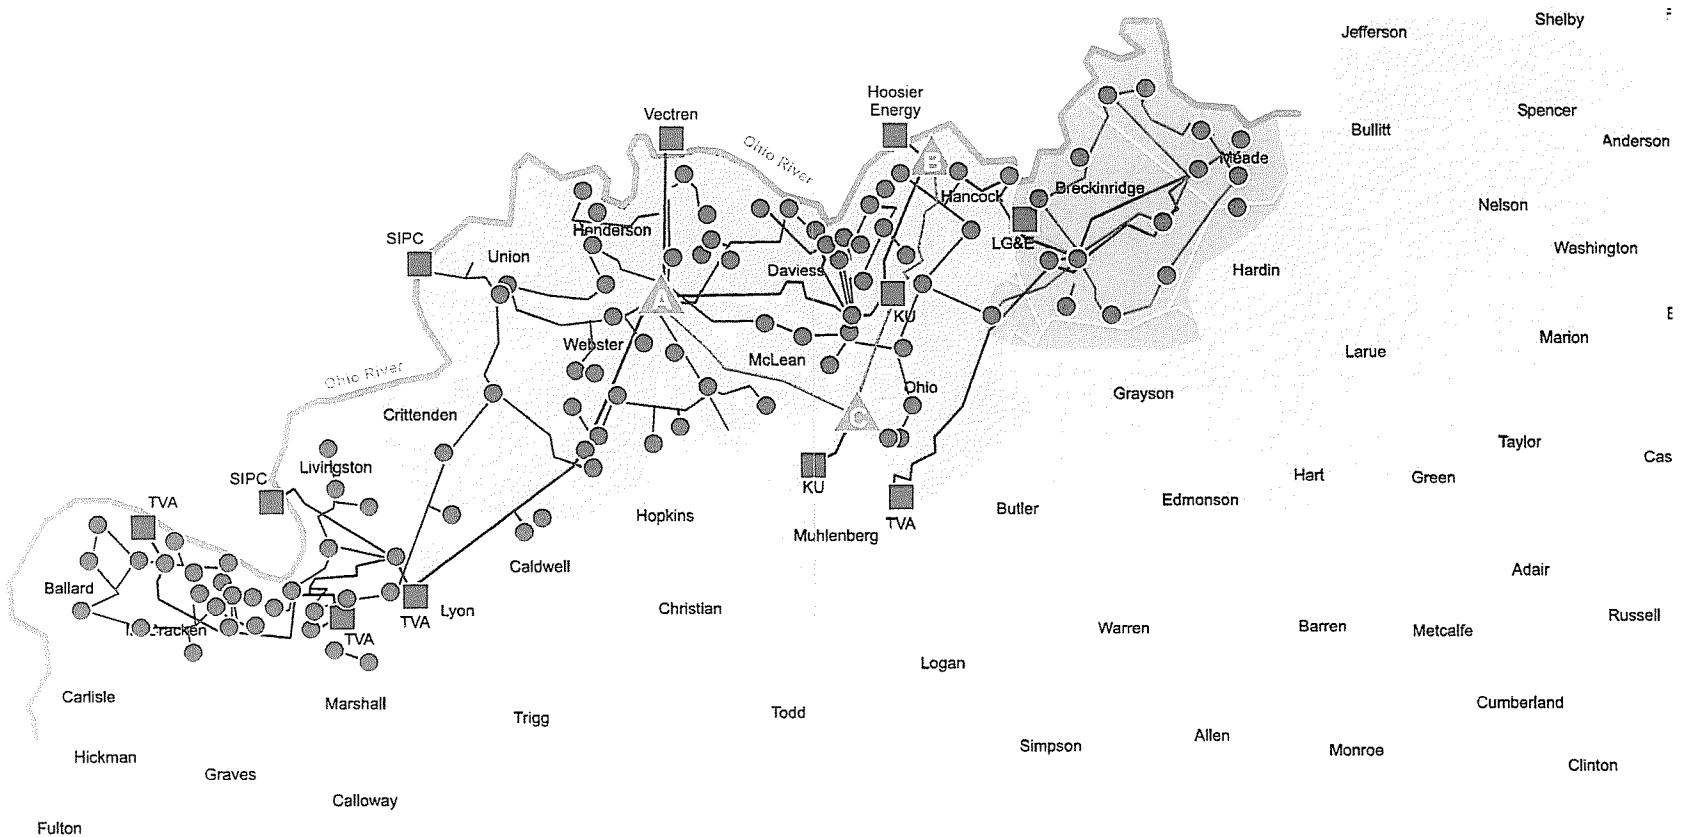 Shelby
Jefferson
Hoosier
Energy
Vectren
Spencer
Bullitt
Anderson
Ohio River
B
Meade
Breckinridge
Hancock
Nelson
Henderson
SIPC
LG&E
Washington
Union
Daviess
Hardin
A
KU
Webster
McLean
Marion
Larue
Ohio River
Ohio
Grayson
Crittenden
C
Taylor
Cas
SIPC
Livingston
KU
Hart
Green
TVA
Edmonson
Hopkins
TVA
Butler
Muhlenberg
Caldwell
Adair
Ballard
Lyon
Christian
TVA
Russell
TVA
Warren
Barren
Metcalfe
Logan
Carlisle
Marshall
Trigg
Todd
Cumberland
Simpson
Allen
Monroe
Hickman
Graves
Clinton
Calloway
Fulton